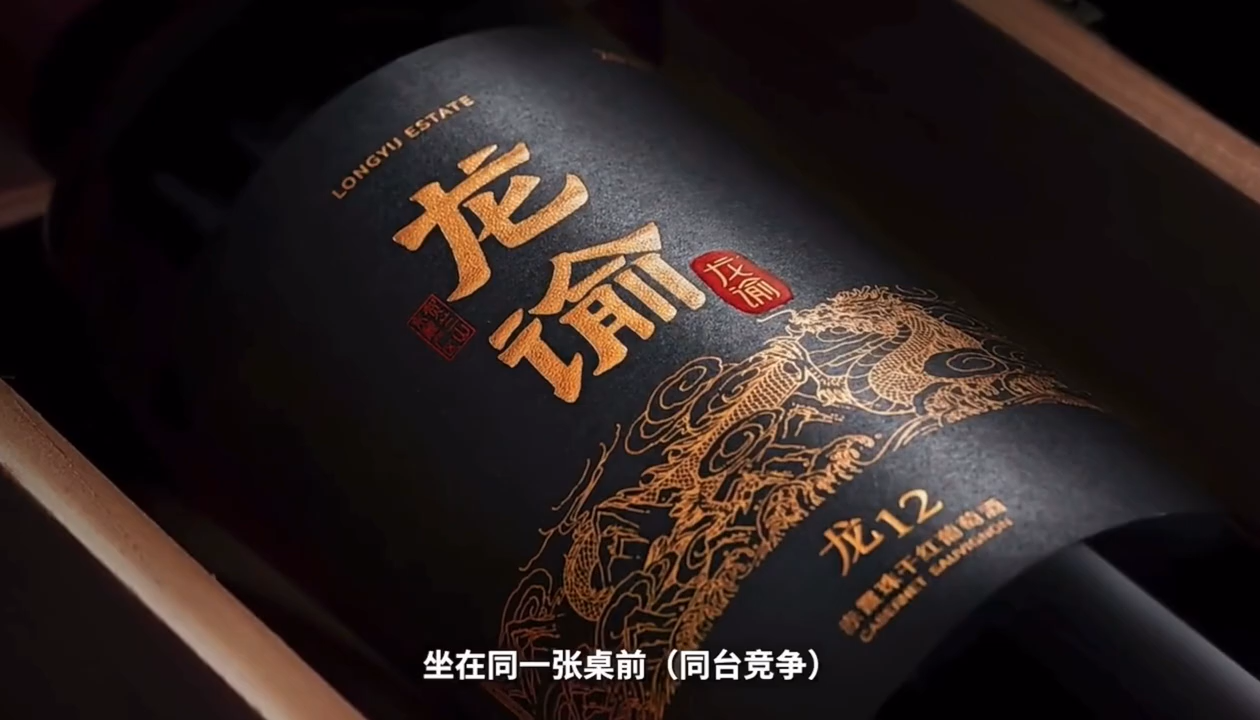 LONGYU ESTATE
龙
谕
龙
谕
龙12
赤霞珠干红葡萄酒
CABERNET SAUVIGNON
坐在同一张桌前（同台竞争）